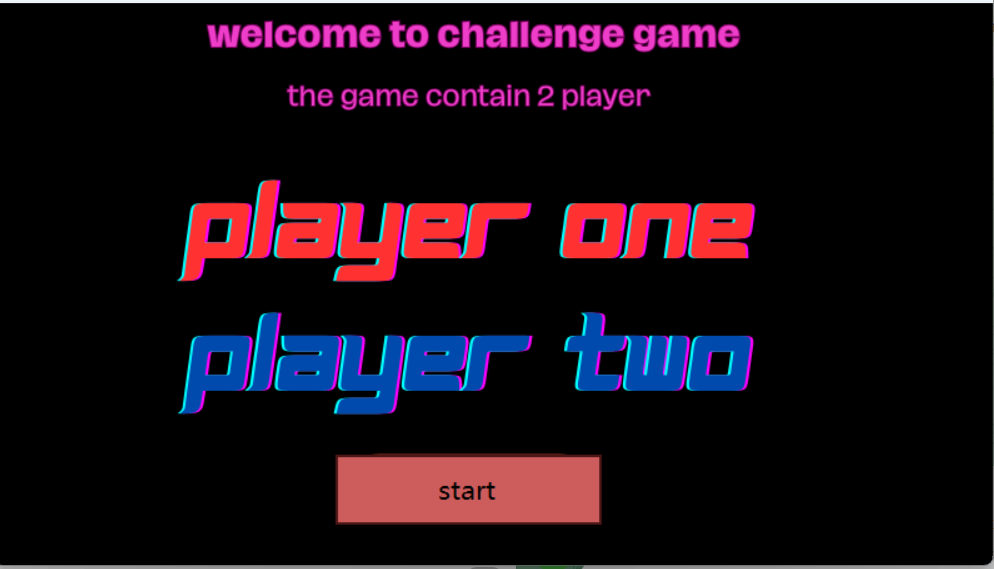 welcome to challenge game
the game contain 2 player
player one
player two
start